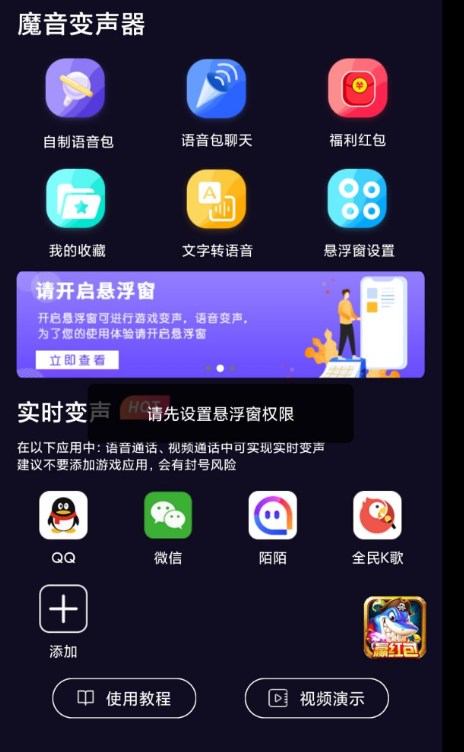 魔音变声器
自制语音包
语音包聊天
福利红包
我的收藏
A
文字转语音
悬浮窗设置
请开启悬浮窗
开启悬浮窗可进行游戏变声，语音变声，
为了您的使用体验请开启悬浮窗
立即查看
实时变声 HOT
请先设置悬浮窗权限
在以下应用中：语音通话、视频通话中可实现实时变声
建议不要添加游戏应用，会有封号风险
QQ
微信
陌陌
全民K歌
添加
赢红包
使用教程
视频演示